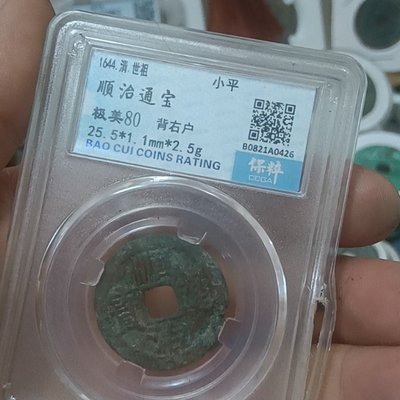 1644.清.世祖
小平
顺治通宝
极美80 背右户
25.5*1.1mm*2.5g
BAO CUI COINS RATING
B0821A0426
保粹
CCGA